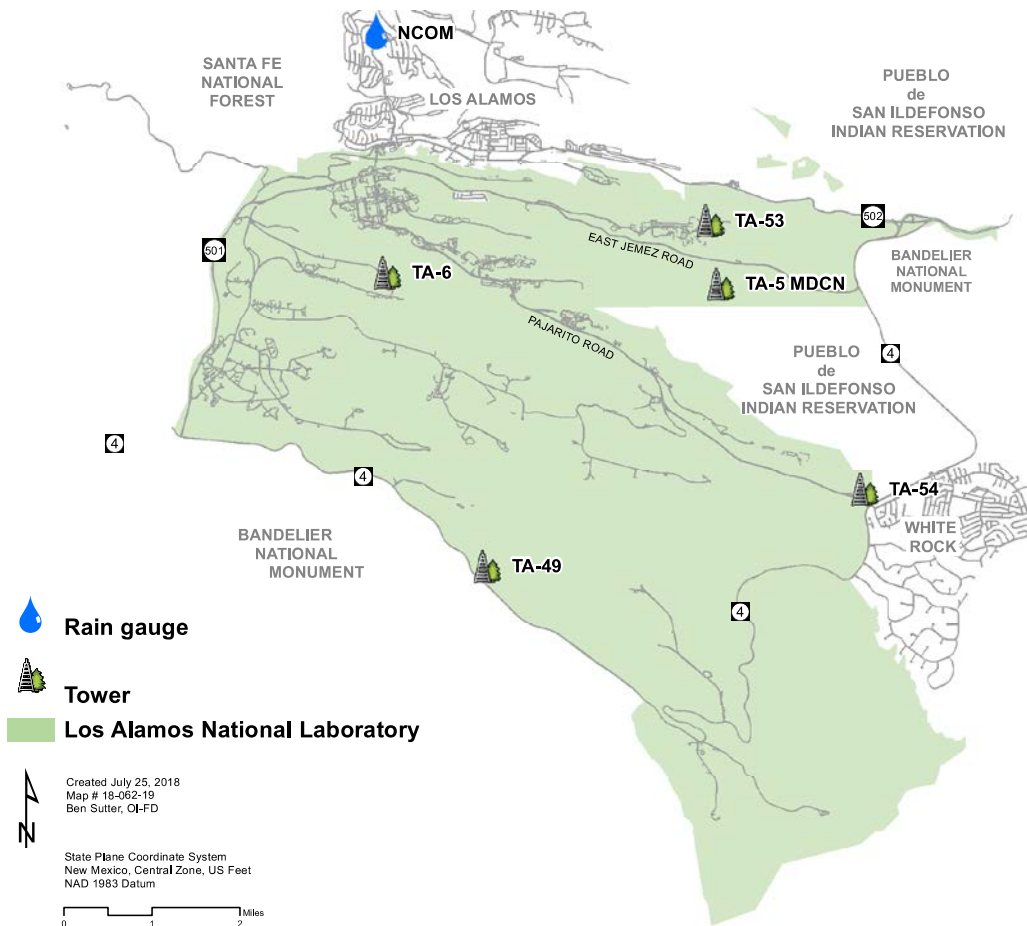 NCOM
SANTA FE
NATIONAL
FOREST
LOS ALAMOS
PUEBLO
de
SAN ILDEFONSO
INDIAN RESERVATION
TA-53
502
EAST JEMEZ ROAD
501
TA-6
TA-5 MDCN
BANDELIER
NATIONAL
MONUMENT
PAJARITO ROAD
4
PUEBLO
de
SAN ILDEFONSO
INDIAN RESERVATION
4
4
TA-54
WHITE
ROCK
BANDELIER
NATIONAL
MONUMENT
TA-49
4
Rain gauge
Tower
Los Alamos National Laboratory
N
Created July 25, 2018
Map # 18-062-19
Ben Sutter, OI-FD
State Plane Coordinate System
New Mexico, Central Zone, US Feet
NAD 1983 Datum
Miles
0 1 2